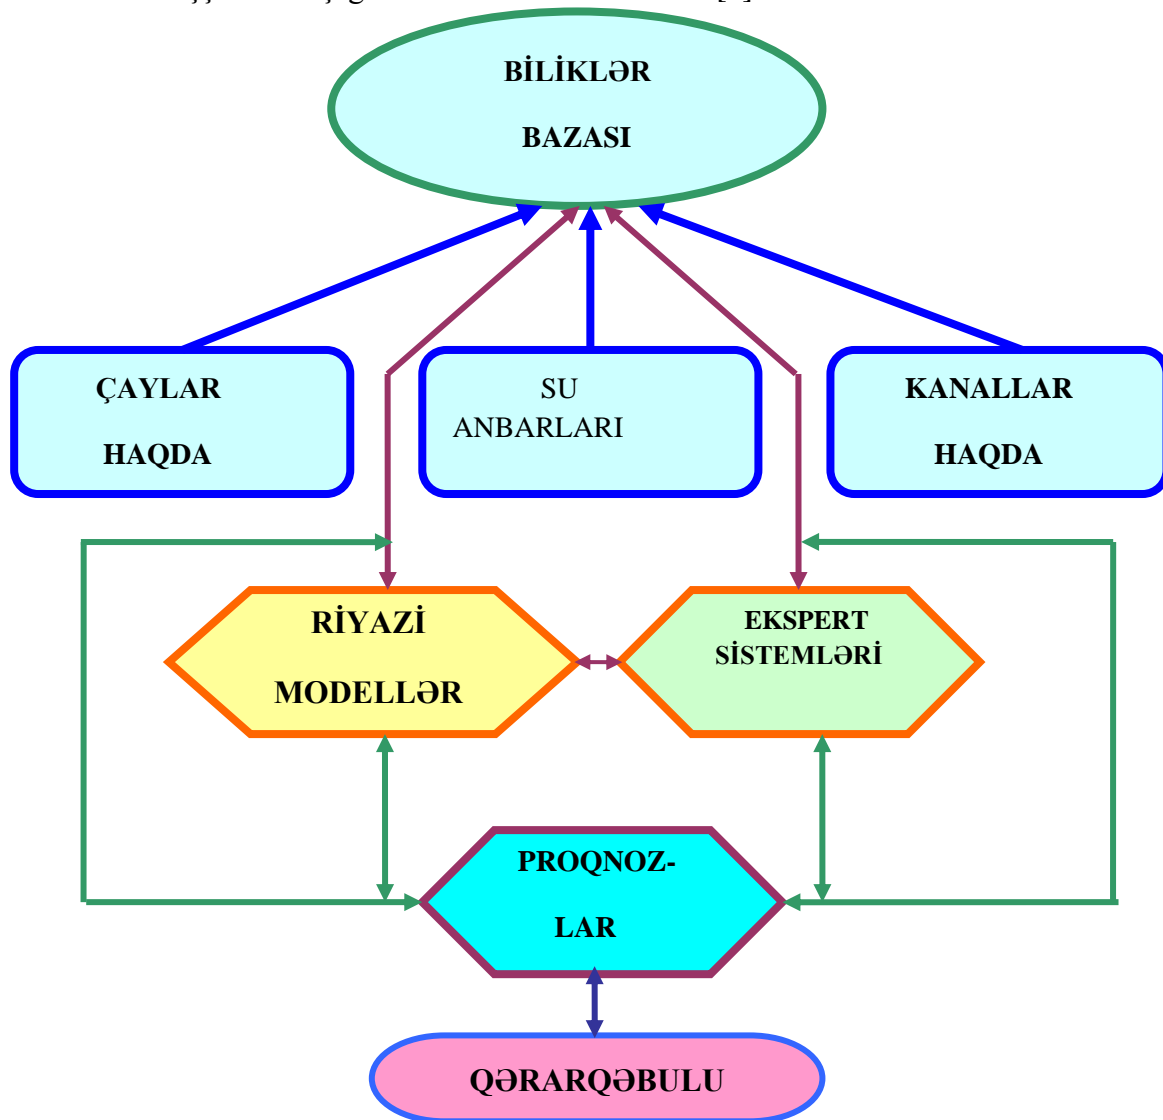 BİLİKLƏR
BAZASI
ÇAYLAR
HAQDA
SU
ANBARLARI
KANALLAR
HAQDA
RİYAZİ
MODELLƏR
EKSPERT
SİSTEMLƏRİ
PROQNOZ-
LAR
QƏRARQƏBULU